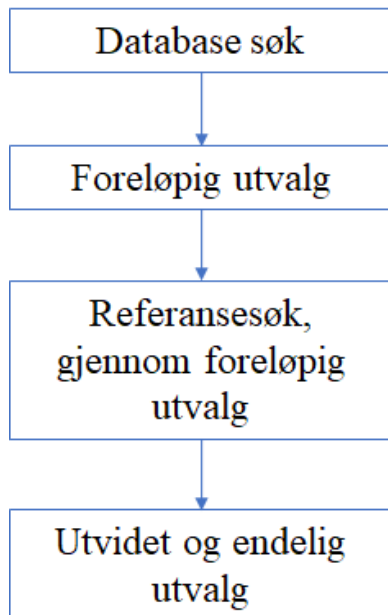 Database søk
Foreløpig utvalg
Referansesøk,
gjennom foreløpig
utvalg
Utvidet og endelig
utvalg